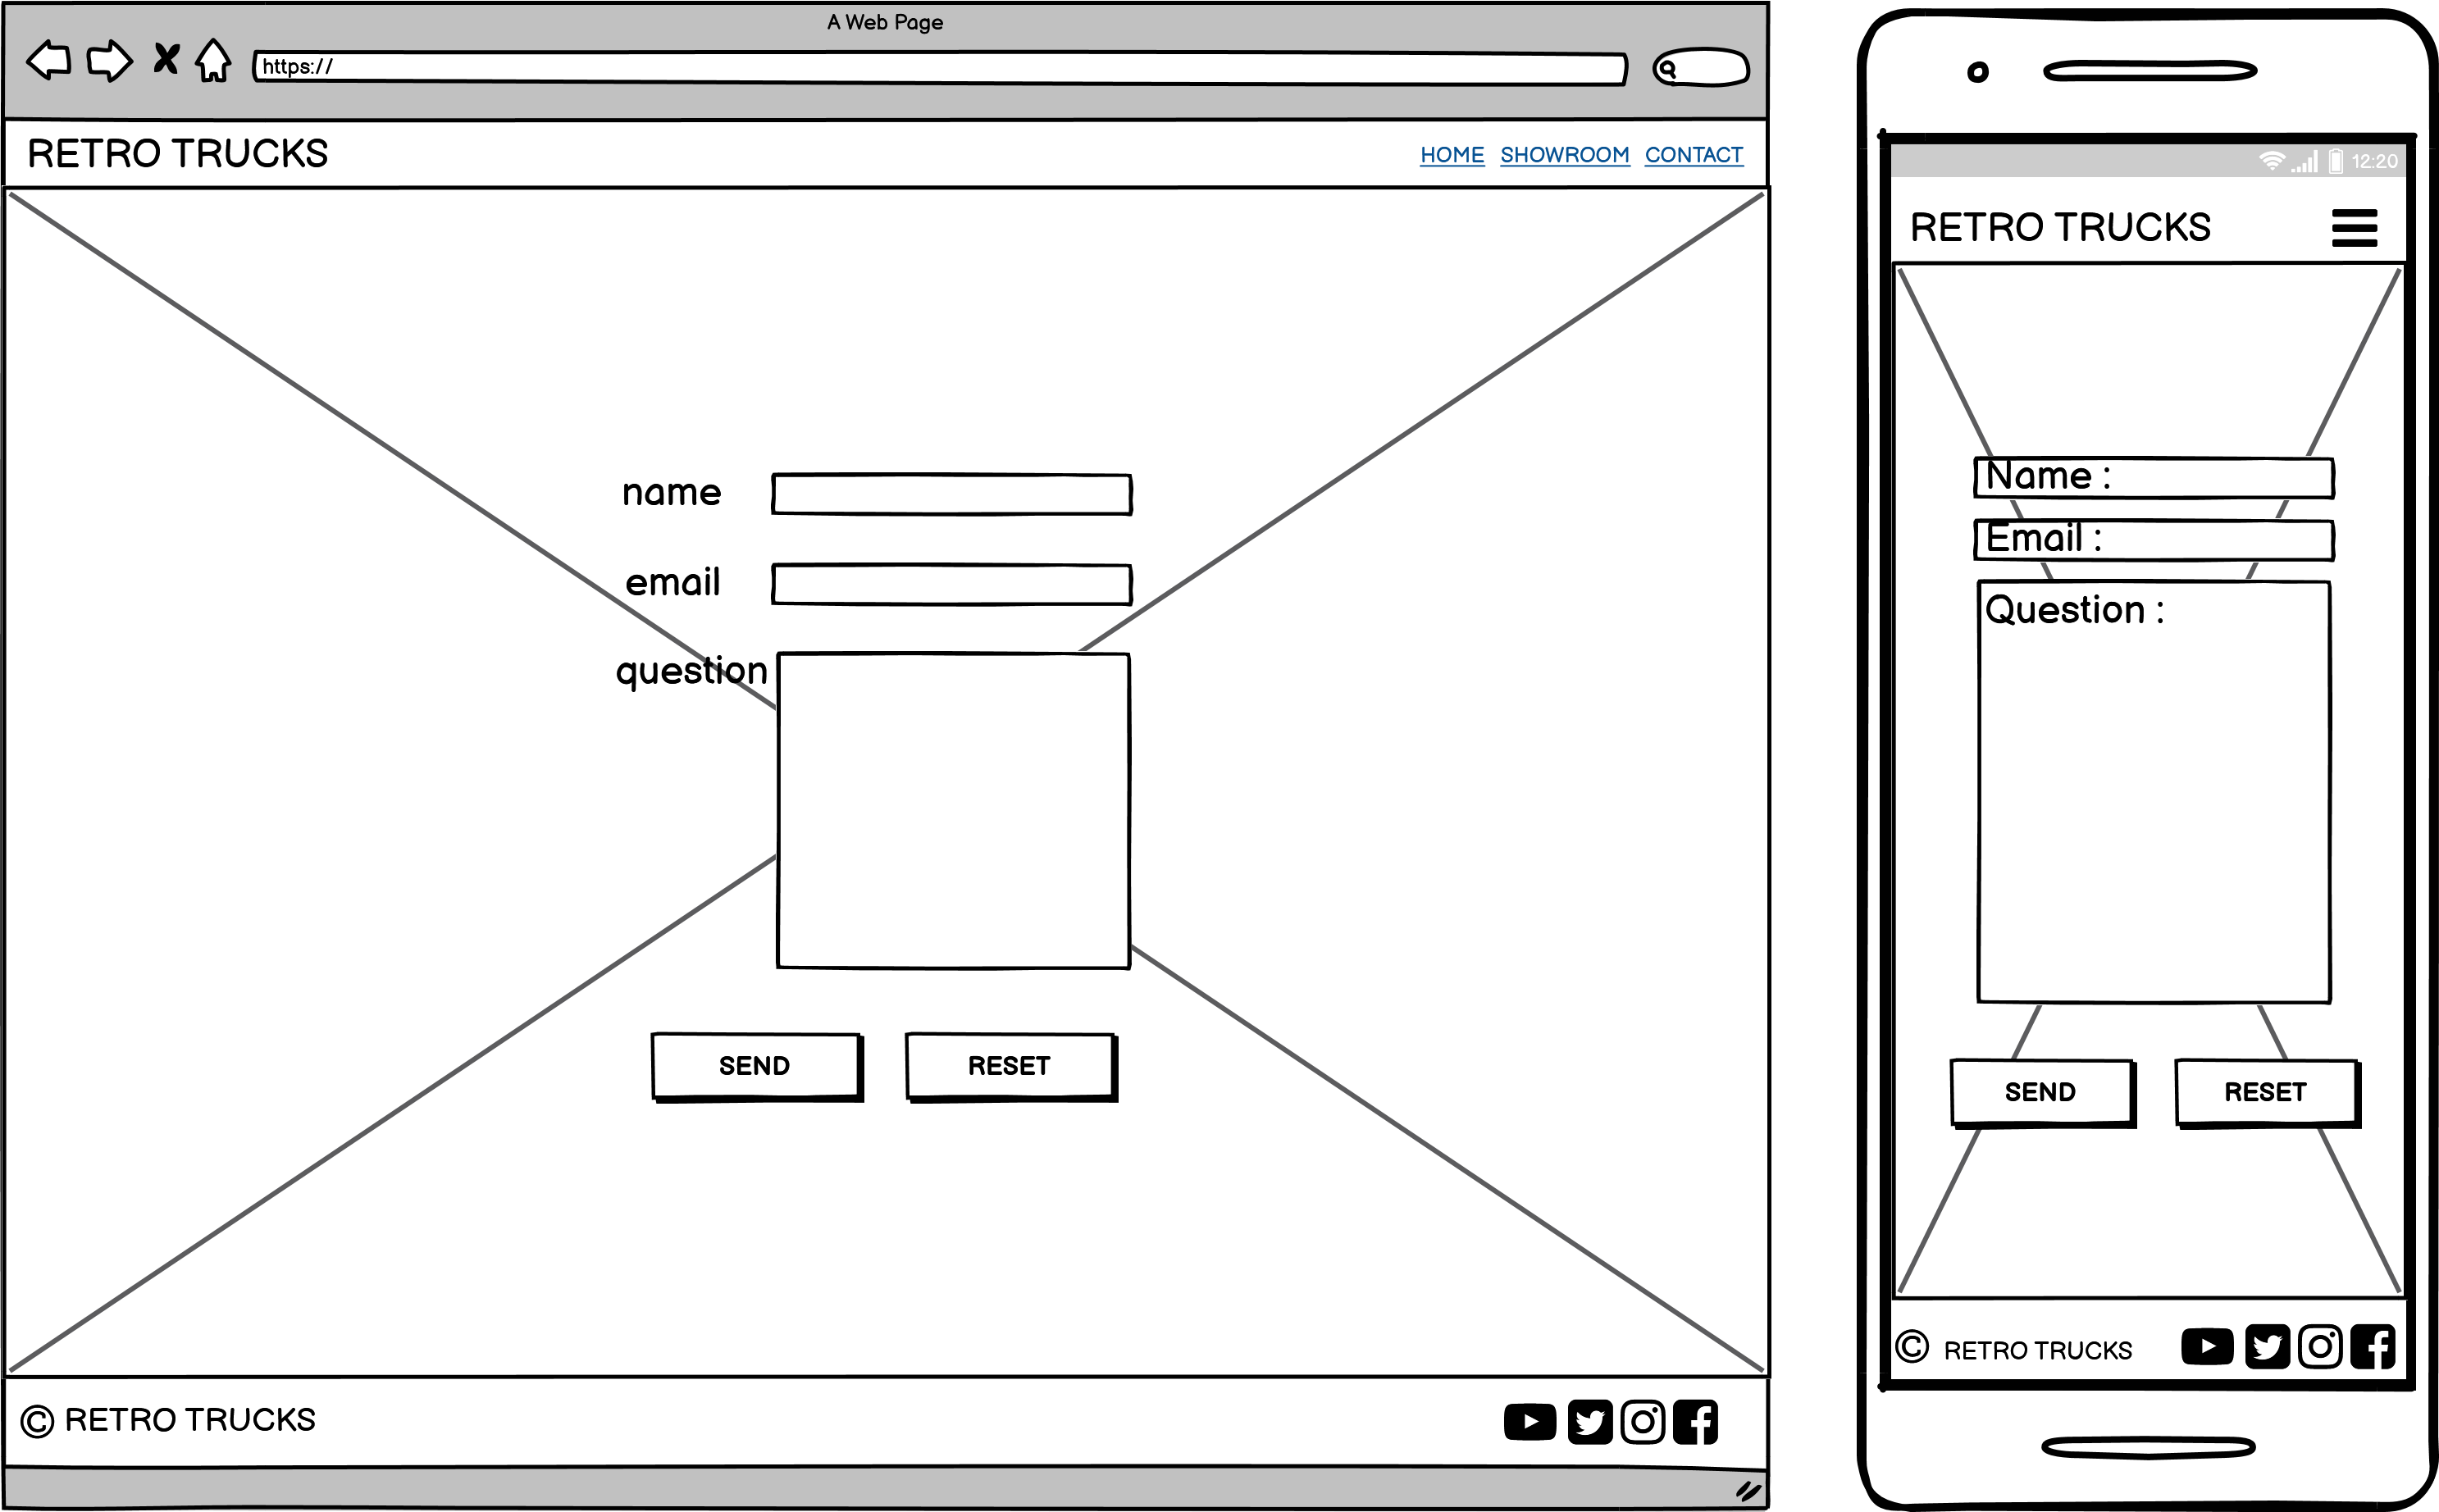 A Web Page
https://
RETRO TRUCKS
HOME SHOWROOM CONTACT
name
email
question
SEND RESET
© RETRO TRUCKS
12:20
RETRO TRUCKS
Name :
Email :
Question :
SEND RESET
© RETRO TRUCKS